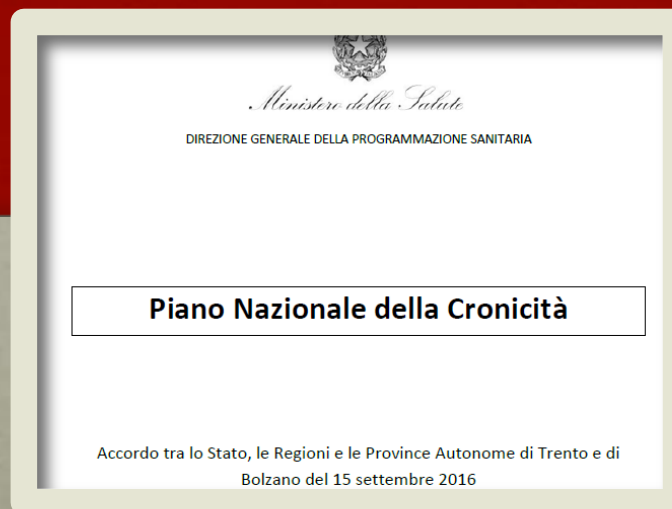 Ministero della Salute
DIREZIONE GENERALE DELLA PROGRAMMAZIONE SANITARIA
Piano Nazionale della Cronicità
Accordo tra lo Stato, le Regioni e le Province Autonome di Trento e di
Bolzano del 15 settembre 2016